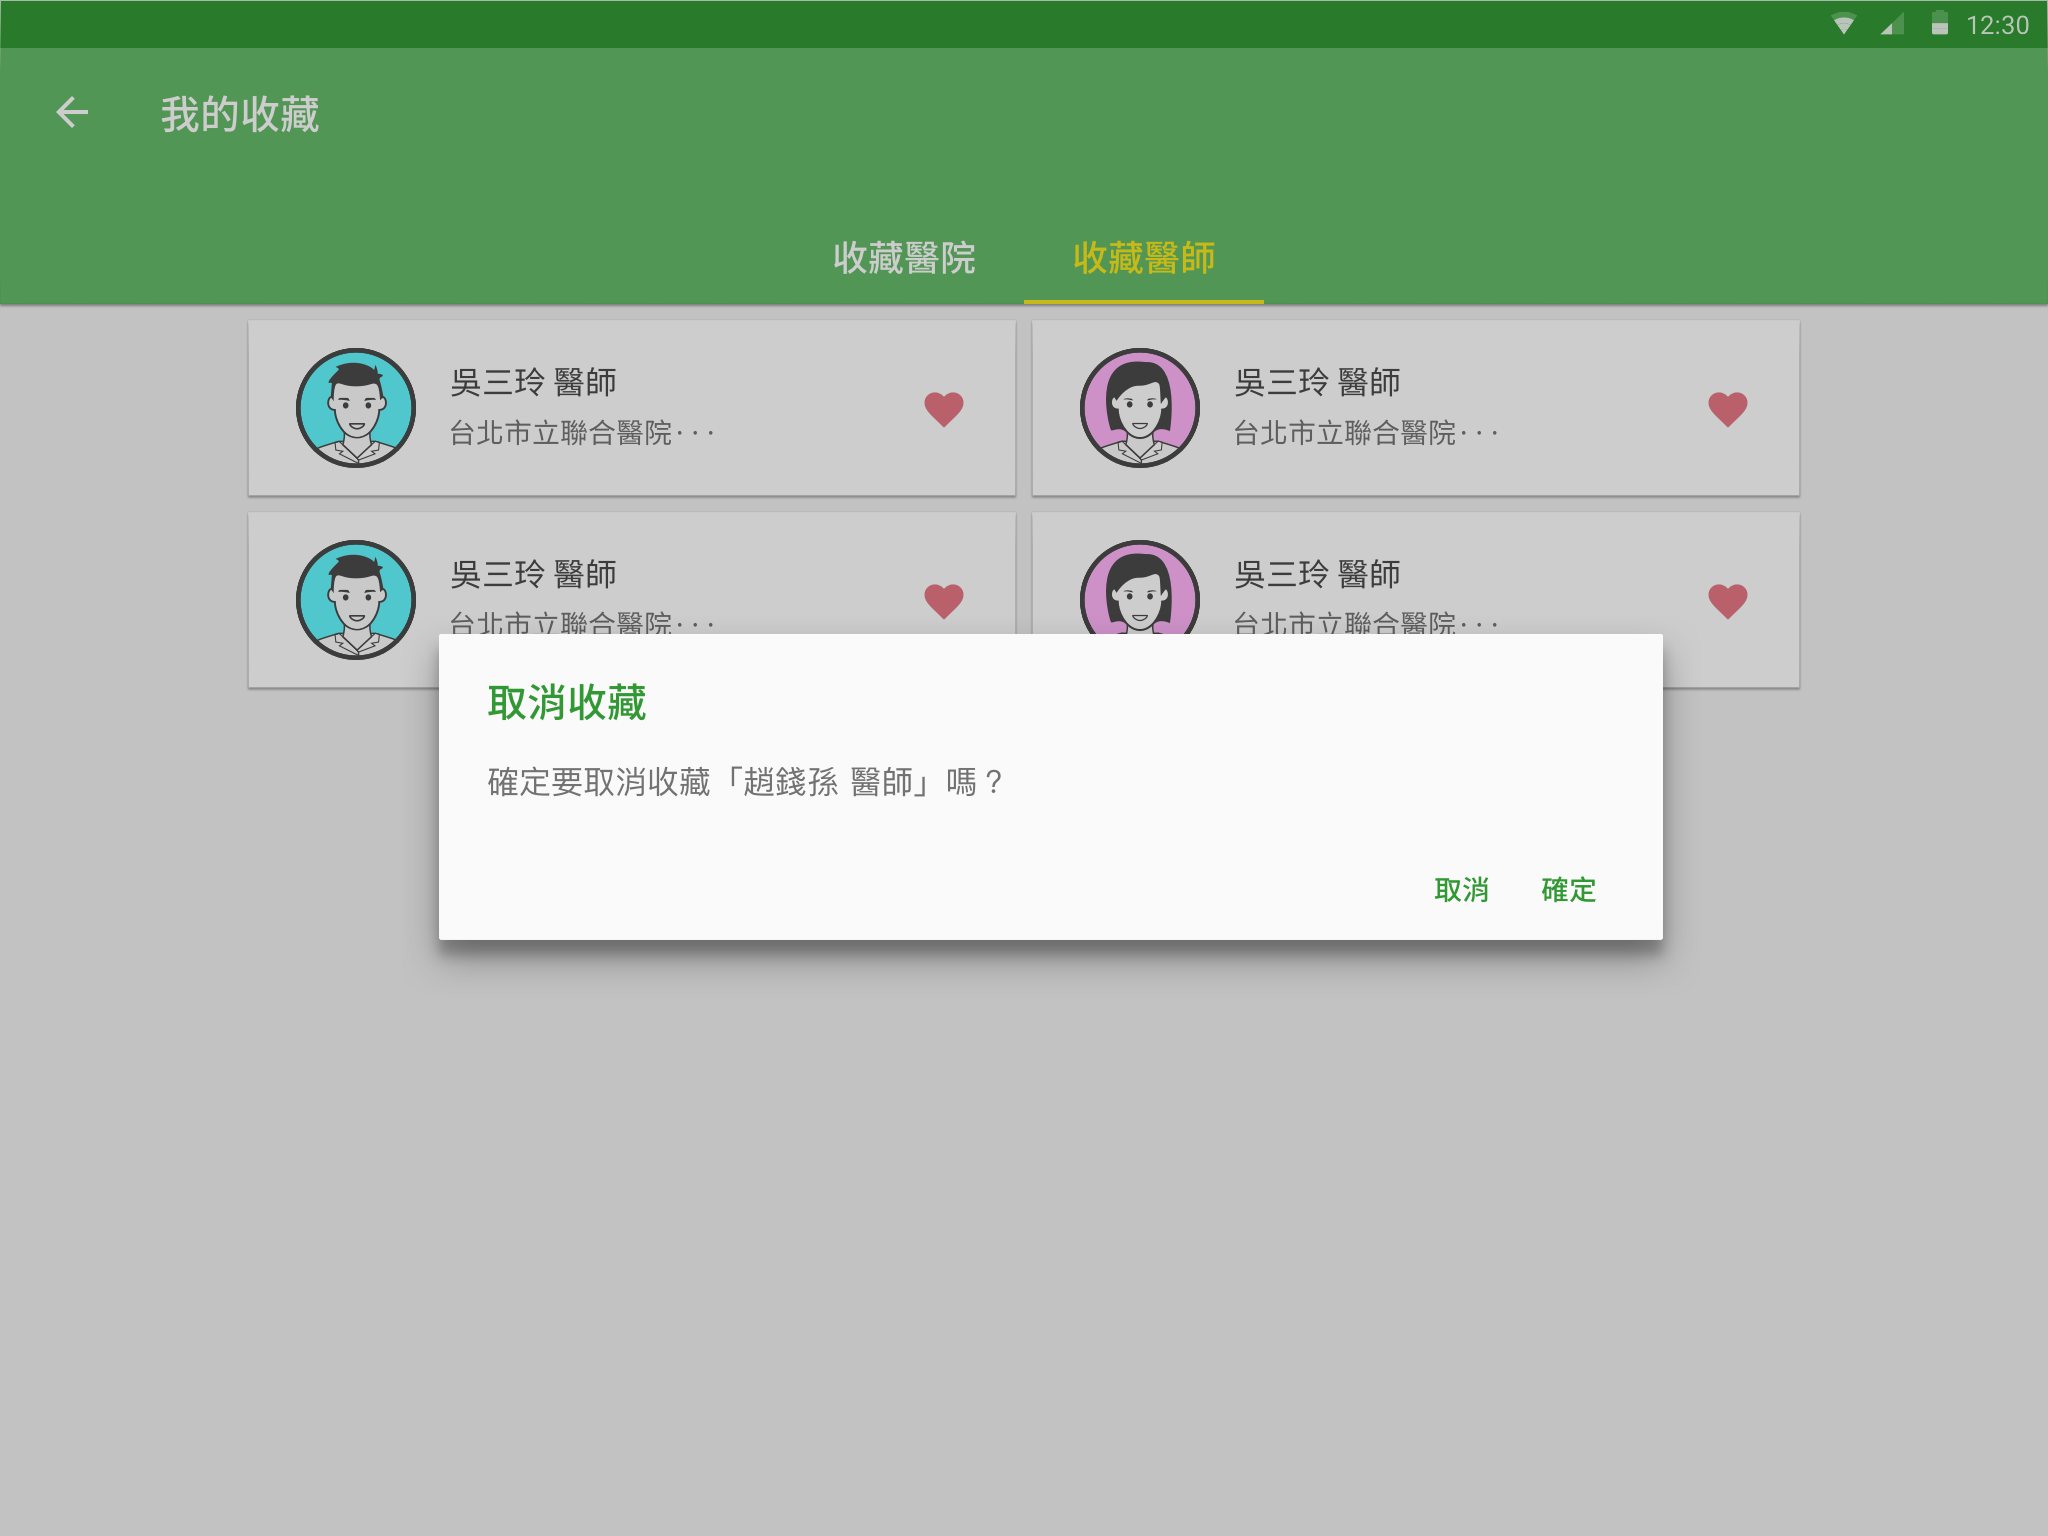 12:30
我的收藏
收藏醫院 收藏醫師
吳三玲 醫師
台北市立聯合醫院···
吳三玲 醫師
台北市立聯合醫院···
吳三玲 醫師
台北市立聯合醫院···
吳三玲 醫師
台北市立聯合醫院···
取消收藏
確定要取消收藏「趙錢孫 醫師」嗎？
取消 確定